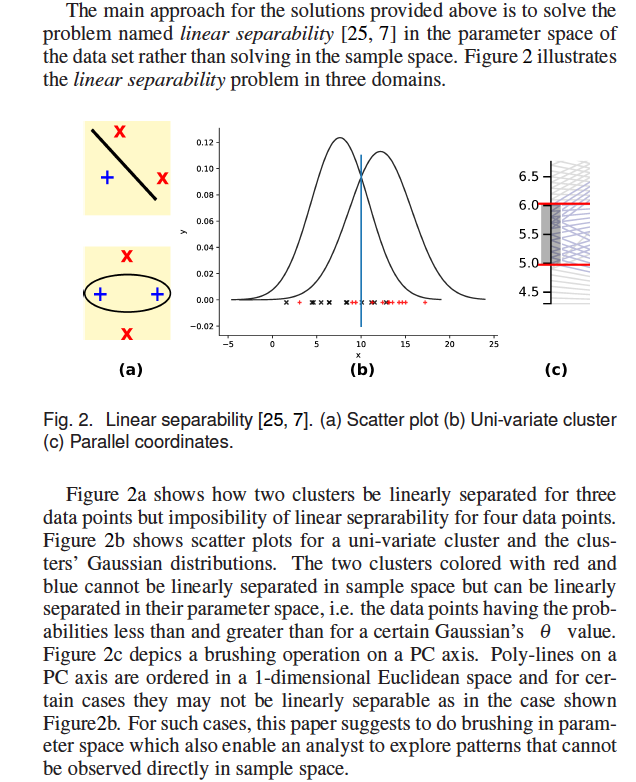 The main approach for the solutions provided above is to solve the
problem named linear separability [25, 7] in the parameter space of
the data set rather than solving in the sample space. Figure 2 illustrates
the linear separability problem in three domains.
X
+
X
X
+ +
X
(a)
0.12
0.10
0.08
0.06
0.04
0.02
0.00
−0.02
y
−5 0 5 10 15 20 25
x
(b)
6.5
6.0
5.5
5.0
4.5
(c)
Fig. 2. Linear separability [25, 7]. (a) Scatter plot (b) Uni-variate cluster
(c) Parallel coordinates.
Figure 2a shows how two clusters be linearly separated for three
data points but imposibility of linear seprarability for four data points.
Figure 2b shows scatter plots for a uni-variate cluster and the clus-
ters’ Gaussian distributions. The two clusters colored with red and
blue cannot be linearly separated in sample space but can be linearly
separated in their parameter space, i.e. the data points having the prob-
abilities less than and greater than for a certain Gaussian’s θ value.
Figure 2c depics a brushing operation on a PC axis. Poly-lines on a
PC axis are ordered in a 1-dimensional Euclidean space and for cer-
tain cases they may not be linearly separable as in the case shown
Figure2b. For such cases, this paper suggests to do brushing in param-
eter space which also enable an analyst to explore patterns that cannot
be observed directly in sample space.